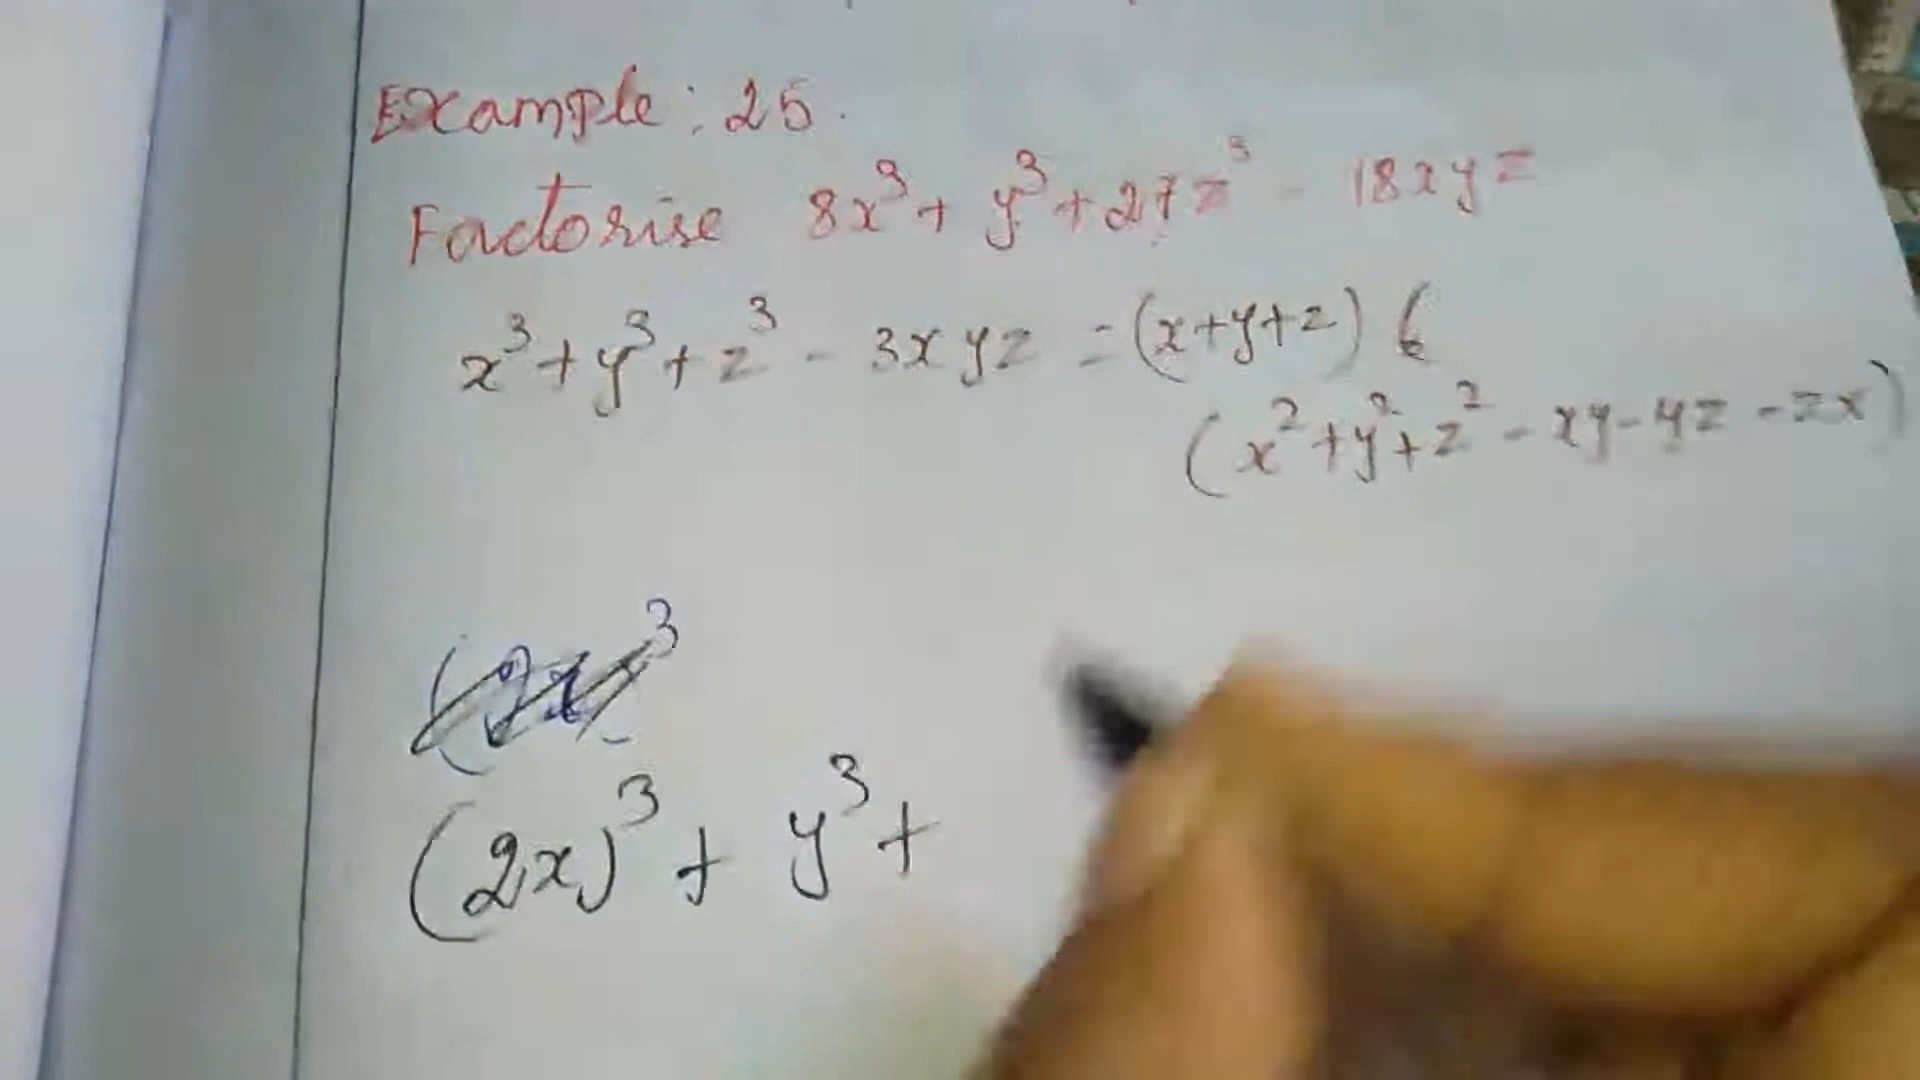 Example: 25.
Factorise 8x³ + y³ + 27z³ - 18xyz
x³ + y³ + z³ - 3xyz = (x+y+z) (
(x² + y² + z² - xy - yz - zx)
(2x)³ + y³ +